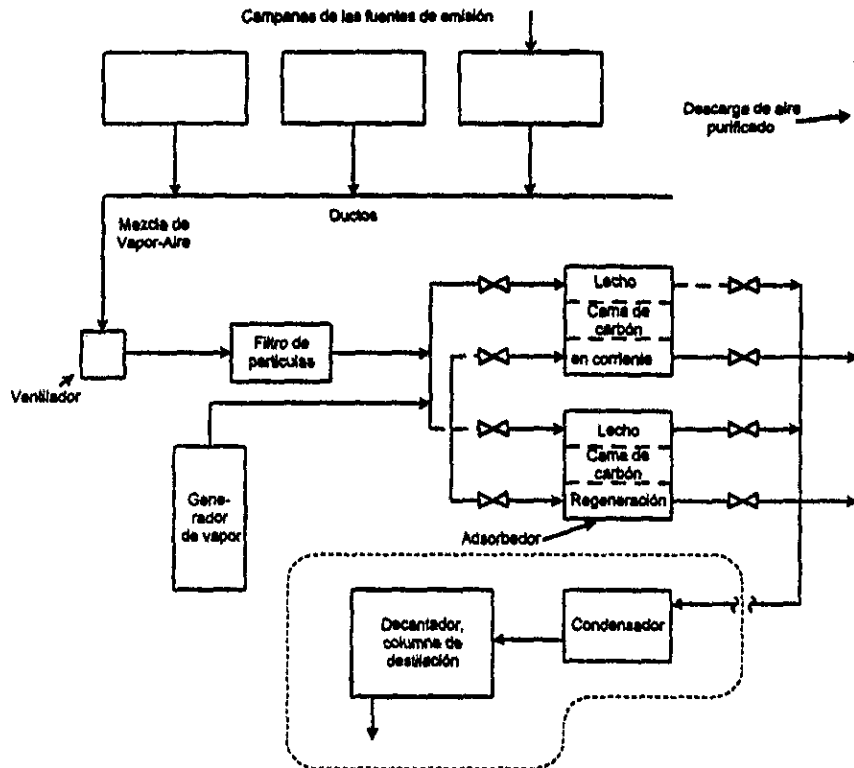 Campanas de las fuentes de emisión
Descarga de aire
purificado
Ductos
Mezcla de
Vapor-Aire
Ventilador
Filtro de
partículas
Lecho
Cama de
carbón
en corriente
Lecho
Cama de
carbón
Regeneración
Adsorbedor
Gene-
rador
de vapor
Decantador,
columna de
destilación
Condensador